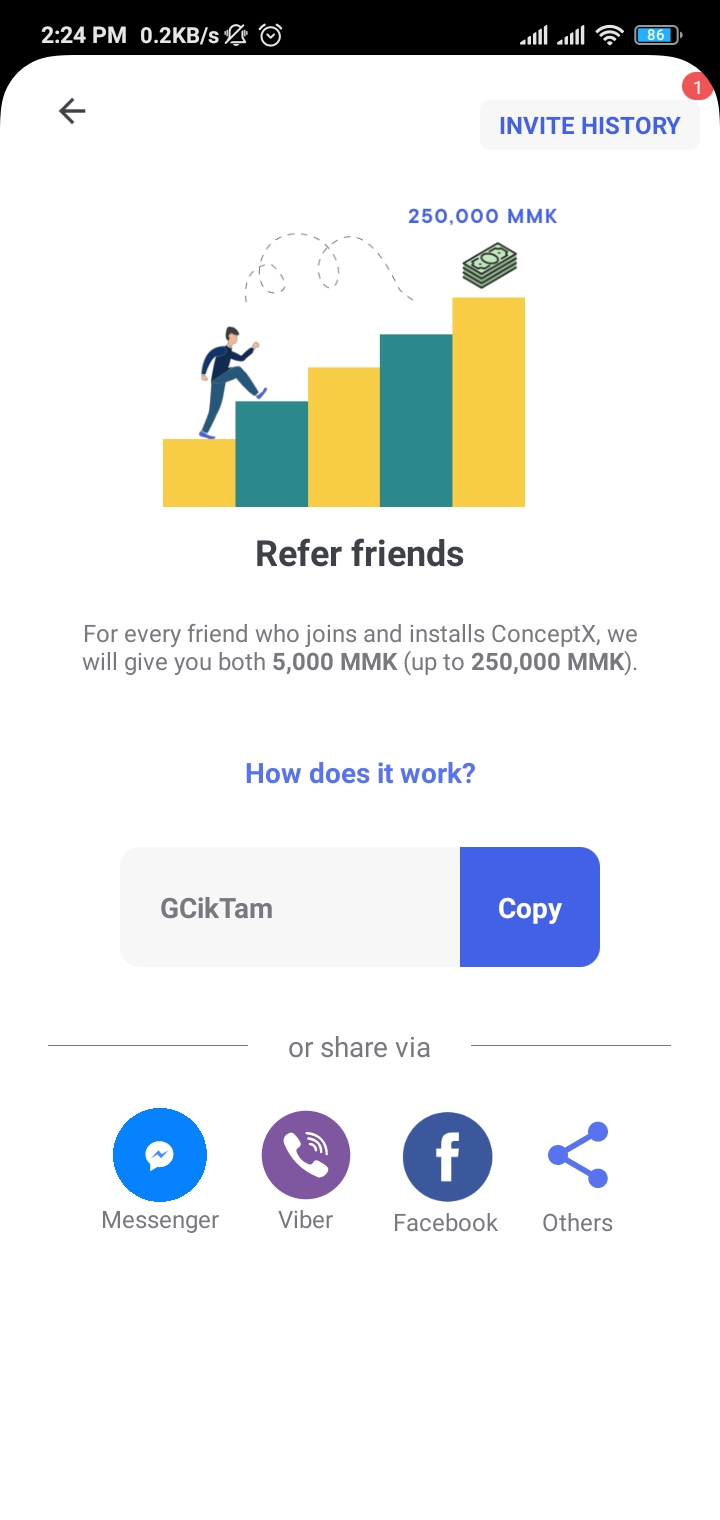 2:24 PM 0.2KB/s 86
1
INVITE HISTORY
250,000 MMK
Refer friends
For every friend who joins and installs ConceptX, we
will give you both 5,000 MMK (up to 250,000 MMK).
How does it work?
GCikTam Copy
or share via
Messenger Viber Facebook Others